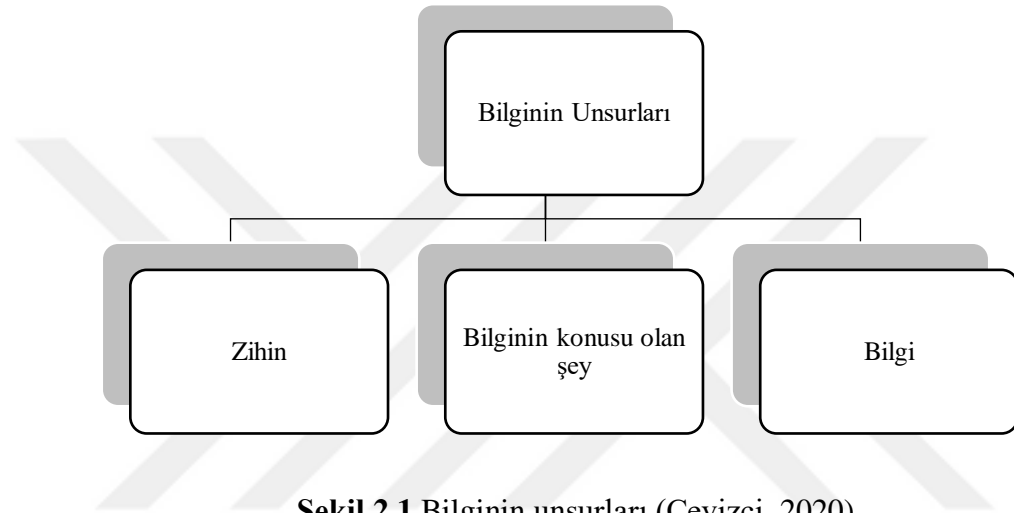 Bilginin Unsurları
Zihin
Bilginin konusu olan
şey
Bilgi
Şekil 2.1 Bilginin unsurları (Cevizci, 2020)